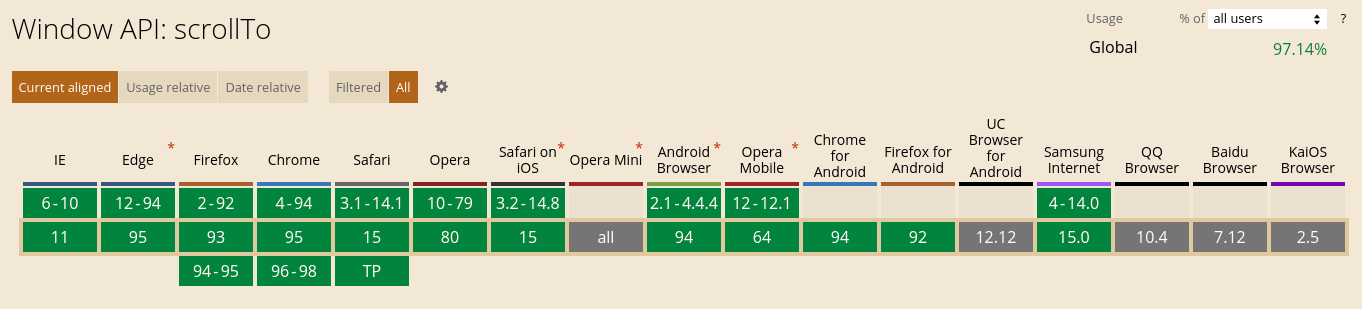 Window API: scrollTo
Usage % of all users ?
Global 97.14%
Current aligned Usage relative Date relative Filtered All
IE Edge * Firefox Chrome Safari Opera Safari on iOS * Opera Mini * Android Browser * Opera Mobile * Chrome for Android Firefox for Android UC Browser for Android Samsung Internet QQ Browser Baidu Browser KaiOS Browser
6-10 12-94 2-92 4-94 3.1-14.1 10-79 3.2-14.8 2.1-4.4.4 12-12.1 4-14.0
11 95 93 95 15 80 15 all 94 64 94 92 12.12 15.0 10.4 7.12 2.5
94-95 96-98 TP